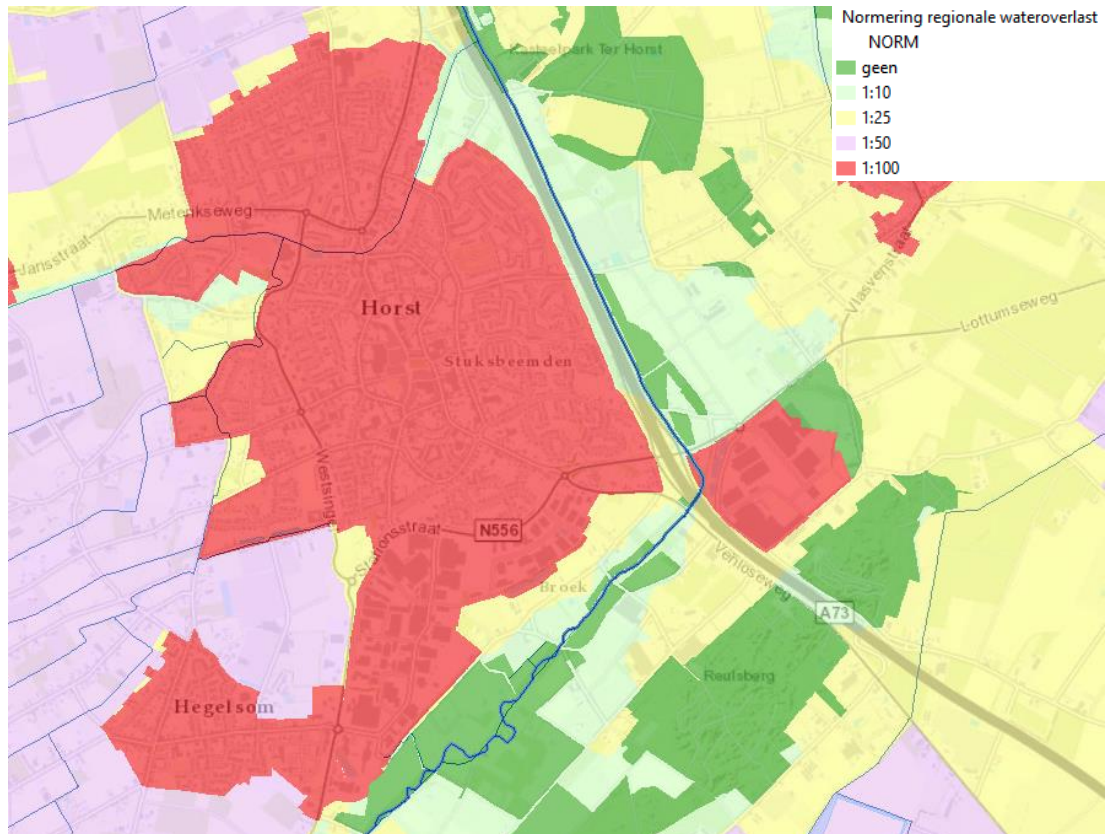 Normering regionale wateroverlast
NORM
geen
1:10
1:25
1:50
1:100
Kasteelpark Ter Horst
Metenkseweg
Jansstraat
Vlasvenstraat
Lottumseweg
Horst
Stuksbeemden
Westsingel
Stationsstraat
N556
Broek
Venloseweg
A73
Reulsberg
Hegelsom